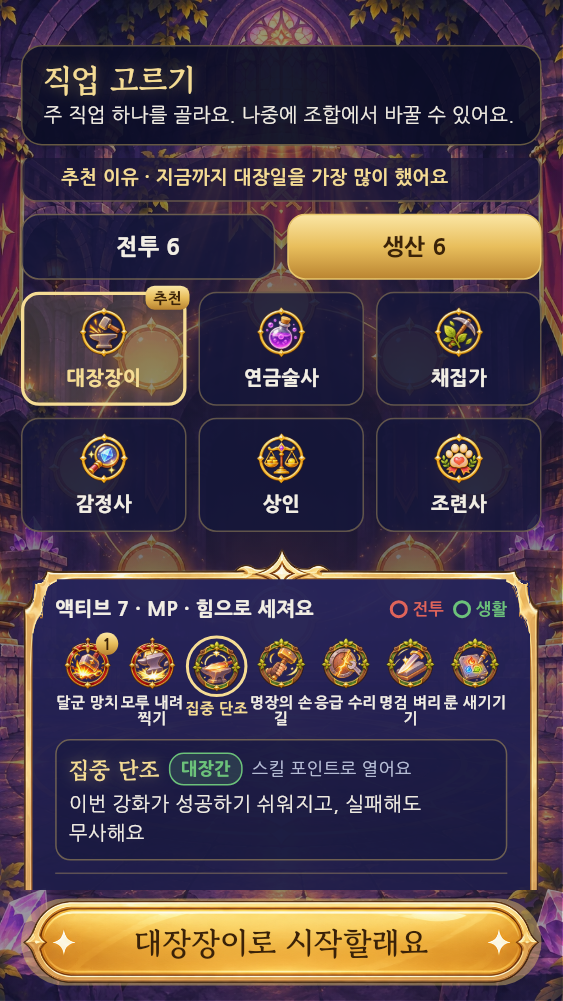 직업 고르기
주 직업 하나를 골라요. 나중에 조합에서 바꿀 수 있어요.
추천 이유 · 지금까지 대장일을 가장 많이 했어요
전투 6
생산 6
추천
대장장이
연금술사
채집가
감정사
상인
조련사
액티브 7 · MP · 힘으로 세져요
전투
생활
1
달군 망치
모루 내려
찍기
집중 단조
명장의 손
길
응급 수리
명검 벼리
기
룬 새기기
집중 단조
대장간
스킬 포인트로 열어요
이번 강화가 성공하기 쉬워지고, 실패해도
무사해요
대장장이로 시작할래요